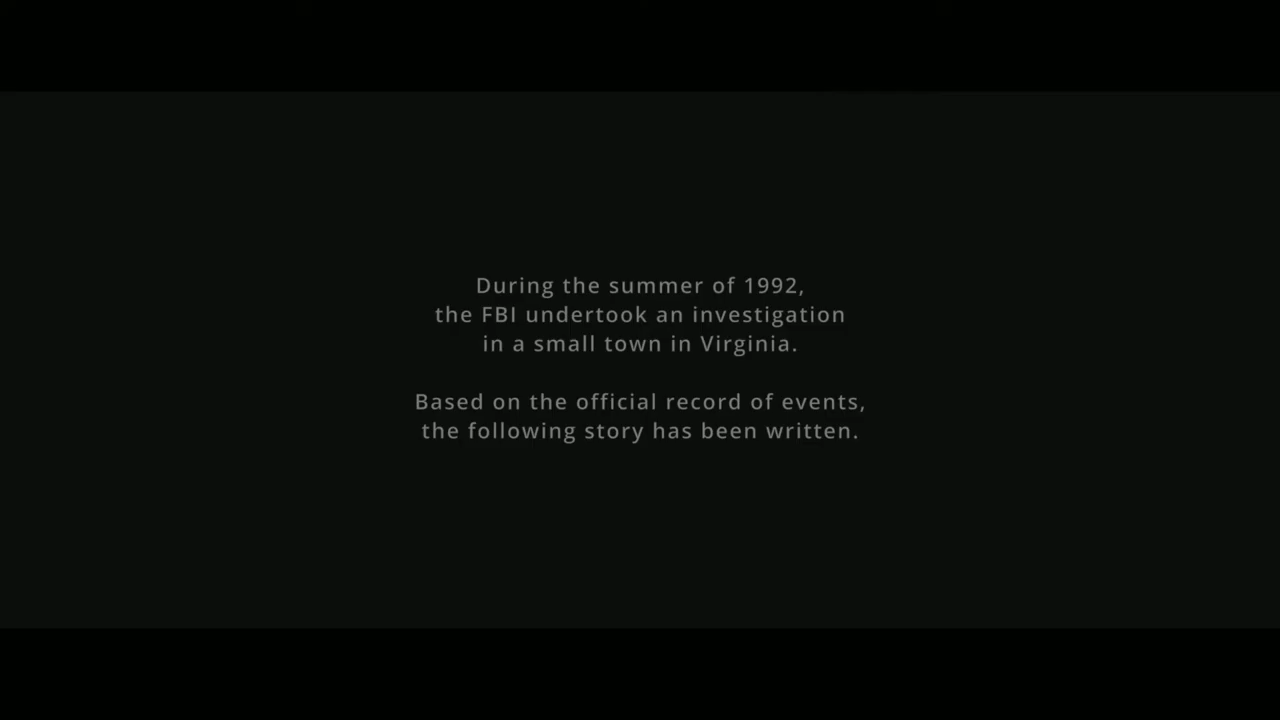 During the summer of 1992,
the FBI undertook an investigation
in a small town in Virginia.
Based on the official record of events,
the following story has been written.